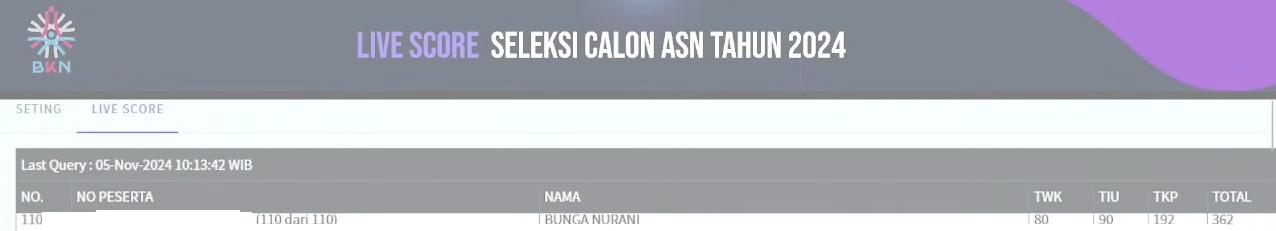 BKN
LIVE SCORE SELEKSI CALON ASN TAHUN 2024
SETING LIVE SCORE
Last Query : 05-Nov-2024 10:13:42 WIB
NO. NO PESERTA NAMA TWK TIU TKP TOTAL
110 (110 dari 110) BUNGA NURANI 80 90 192 362